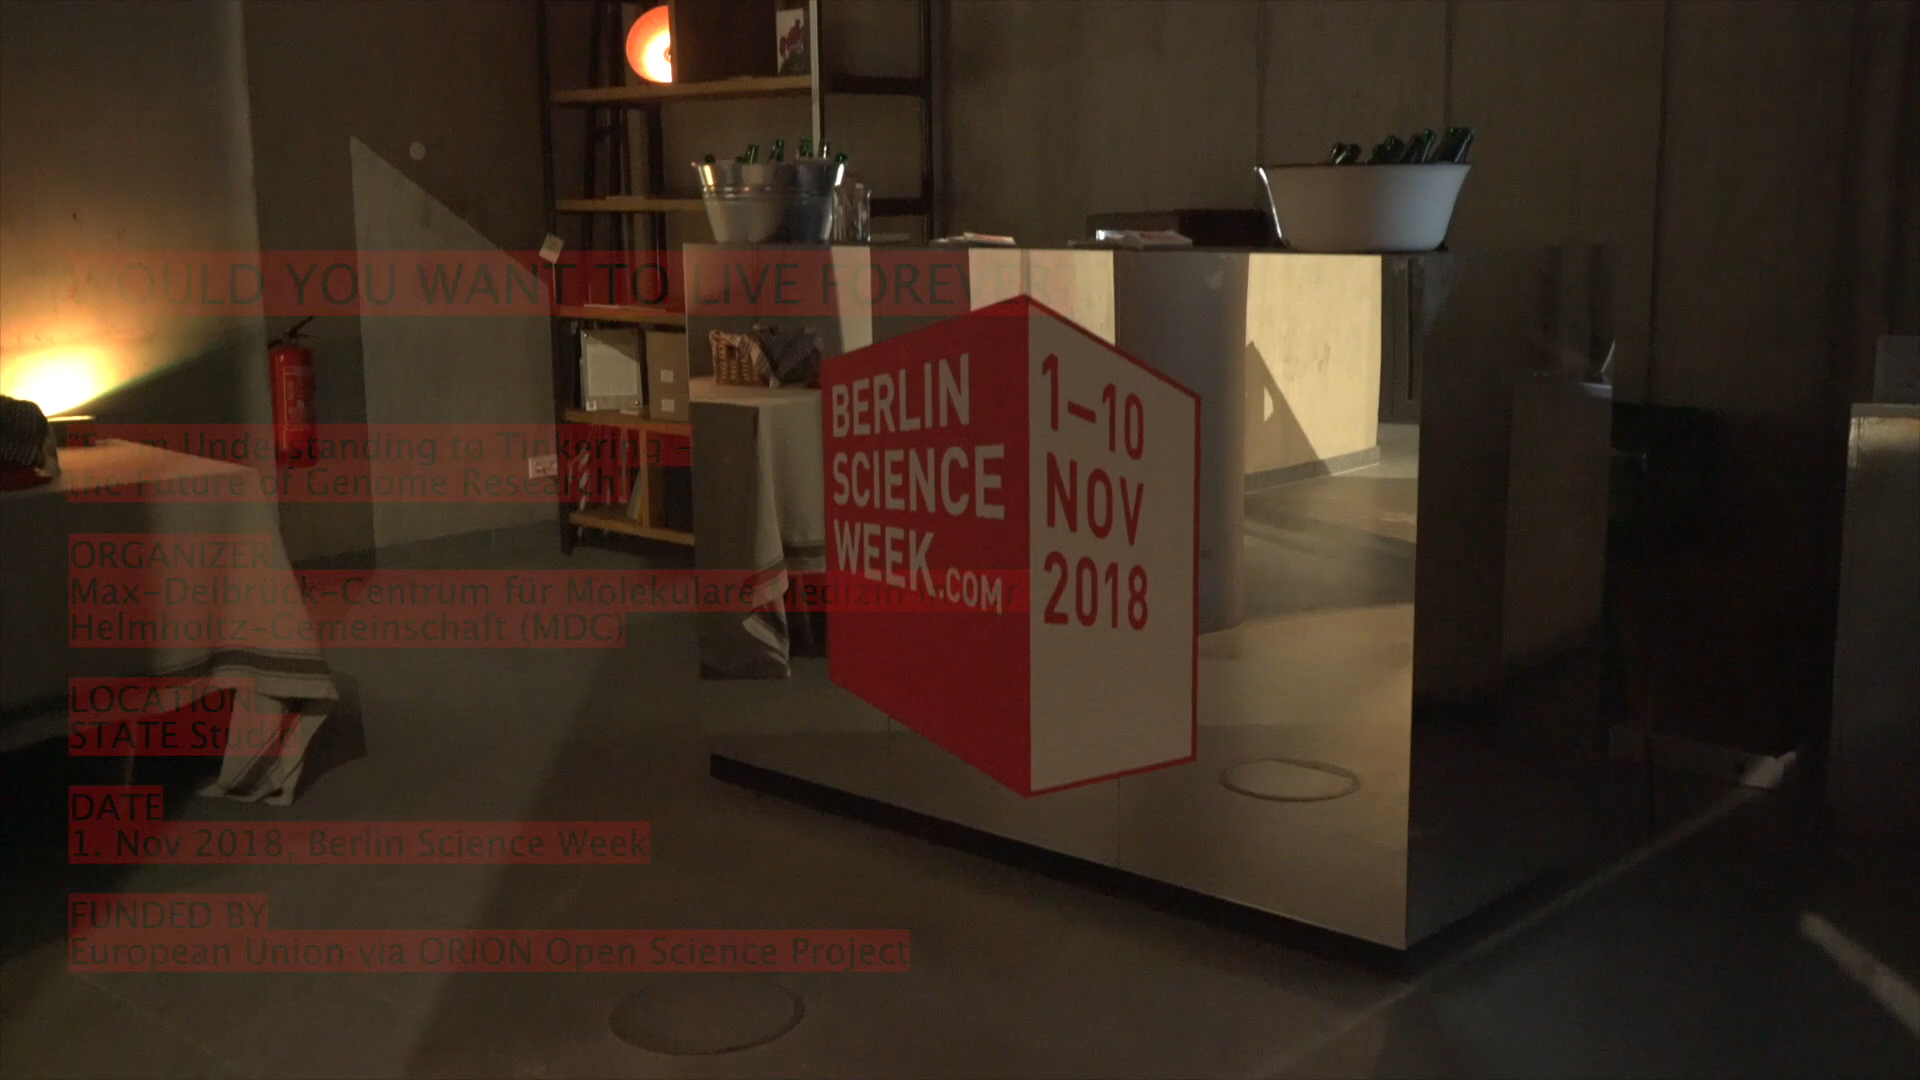 WOULD YOU WANT TO LIVE FOREVER?
"From Understanding to Tinkering -
the Future of Genome Research"
ORGANIZER
Max-Delbrück-Centrum für Molekulare Medizin in der
Helmholtz-Gemeinschaft (MDC)
LOCATION
STATE Studio
DATE
1. Nov 2018, Berlin Science Week
FUNDED BY
European Union via ORION Open Science Project
BERLIN
SCIENCE
WEEK.COM
1–10
NOV
2018